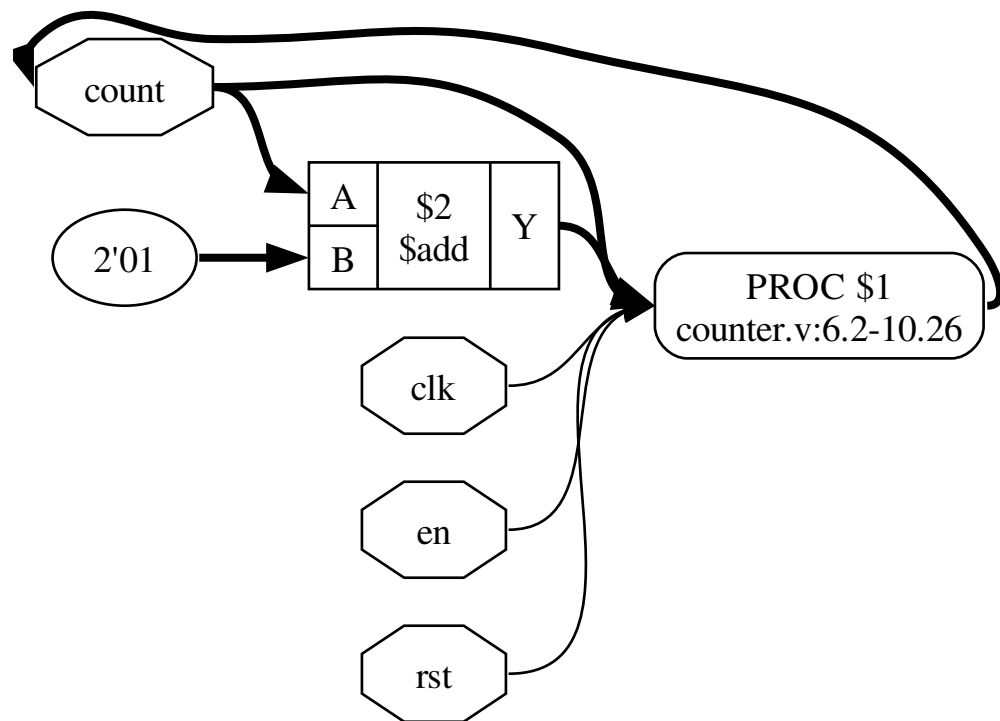 count
2'01
A
B
$2
$add
Y
PROC $1
counter.v:6.2-10.26
clk
en
rst